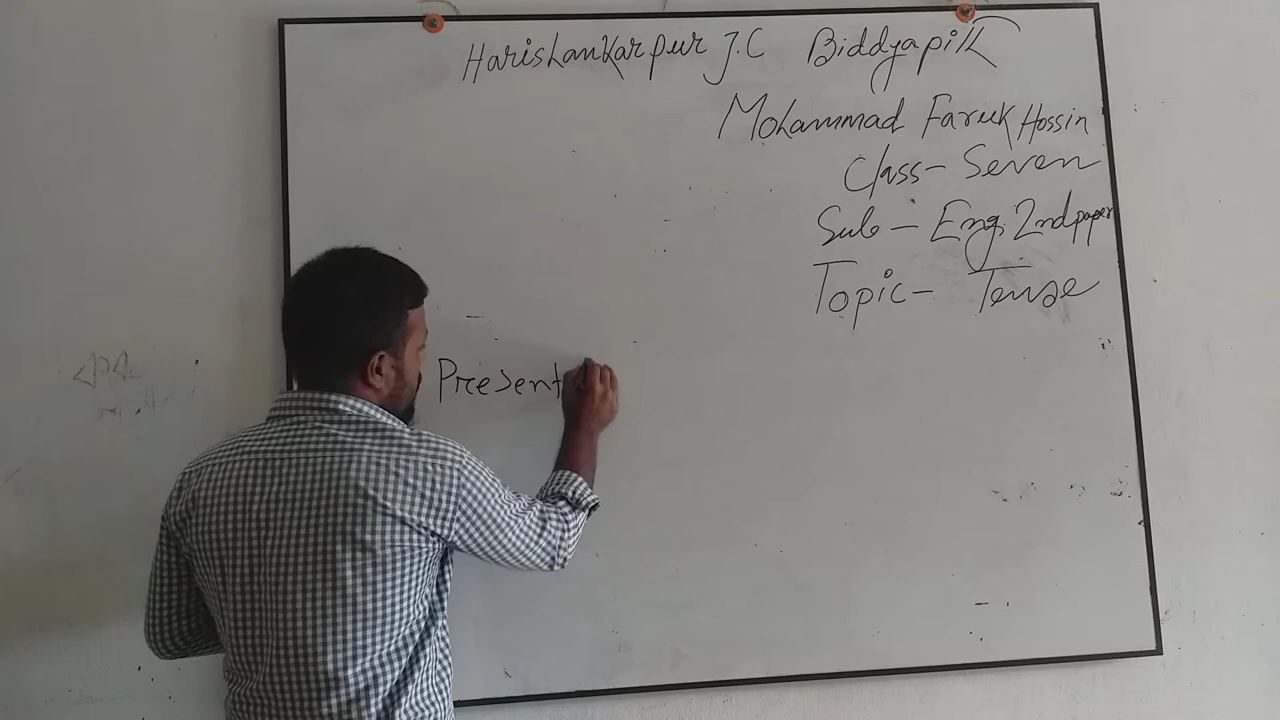 Harishankarpur J.C Biddyapith
Mohammad Faruk Hossin
Class- Seven
Sub- Eng. 2nd paper
Topic- Tense
Present